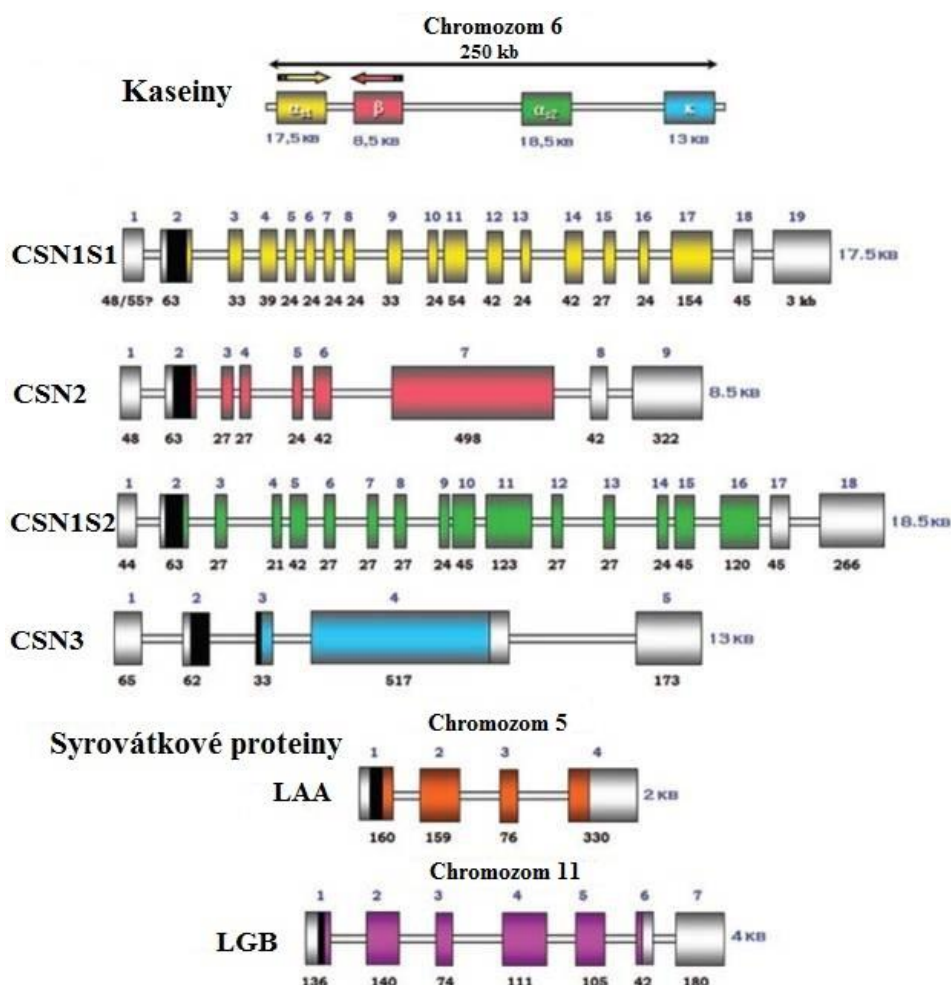 Chromozom 6
250 kb
Kaseiny
αs1 β αs2 κ
17,5 KB 8,5 KB 18,5 KB 13 KB
1 2 3 4 5 6 7 8 9 10 11 12 13 14 15 16 17 18 19
CSN1S1
17.5 KB
48/55? 63 33 39 24 24 24 24 33 24 54 42 24 42 27 24 154 45 3 kb
1 2 3 4 5 6 7 8 9
CSN2
8.5 KB
48 63 27 27 24 42 498 42 322
1 2 3 4 5 6 7 8 9 10 11 12 13 14 15 16 17 18
CSN1S2
18.5 KB
44 63 27 21 42 27 27 27 24 45 123 27 27 24 45 120 45 266
1 2 3 4 5
CSN3
13 KB
65 62 33 517 173
Chromozom 5
Syrovátkové proteiny
1 2 3 4
LAA
2 KB
160 159 76 330
Chromozom 11
1 2 3 4 5 6 7
LGB
4 KB
136 140 74 111 105 42 180